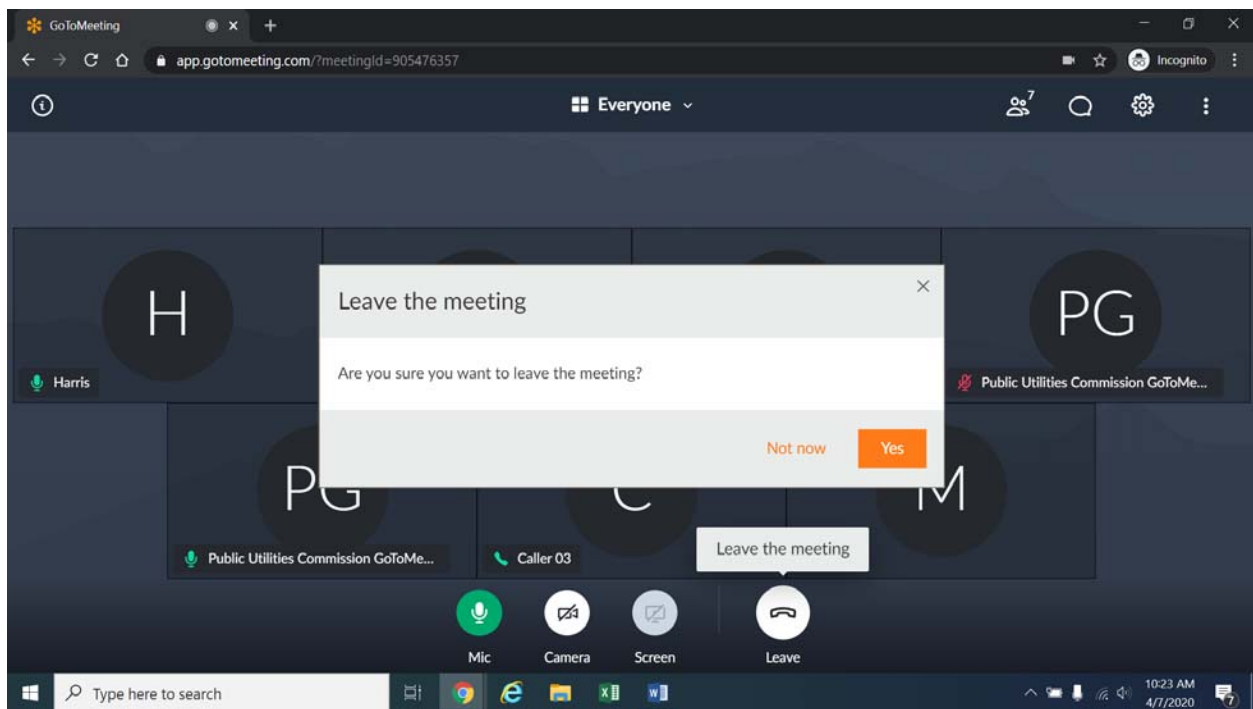 GoToMeeting
app.gotometing.com/?meetingId=905476357
Incognito
Everyone
7
H
PG
Harris
Public Utilities Commission GoToMe...
Leave the meeting
Are you sure you want to leave the meeting?
Not now
Yes
PG
C
M
Public Utilities Commission GoToMe...
Caller 03
Leave the meeting
Mic
Camera
Screen
Leave
Type here to search
10:23 AM
4/7/2020
7